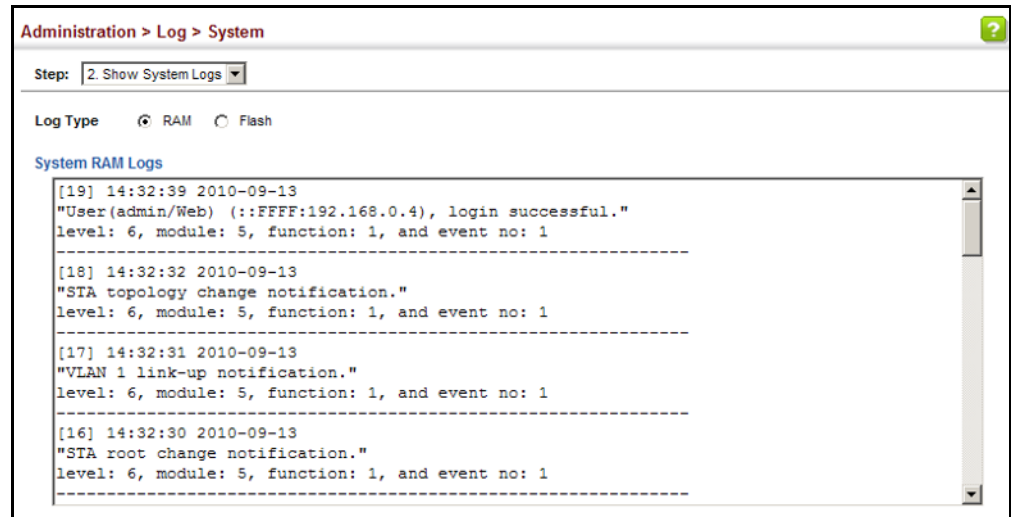 Administration > Log > System
?
Step: 2. Show System Logs
Log Type RAM Flash
System RAM Logs
[19] 14:32:39 2010-09-13
"User(admin/Web) (::FFFF:192.168.0.4), login successful."
level: 6, module: 5, function: 1, and event no: 1
----------------------------------------------------------------
[18] 14:32:32 2010-09-13
"STA topology change notification."
level: 6, module: 5, function: 1, and event no: 1
----------------------------------------------------------------
[17] 14:32:31 2010-09-13
"VLAN 1 link-up notification."
level: 6, module: 5, function: 1, and event no: 1
----------------------------------------------------------------
[16] 14:32:30 2010-09-13
"STA root change notification."
level: 6, module: 5, function: 1, and event no: 1
----------------------------------------------------------------